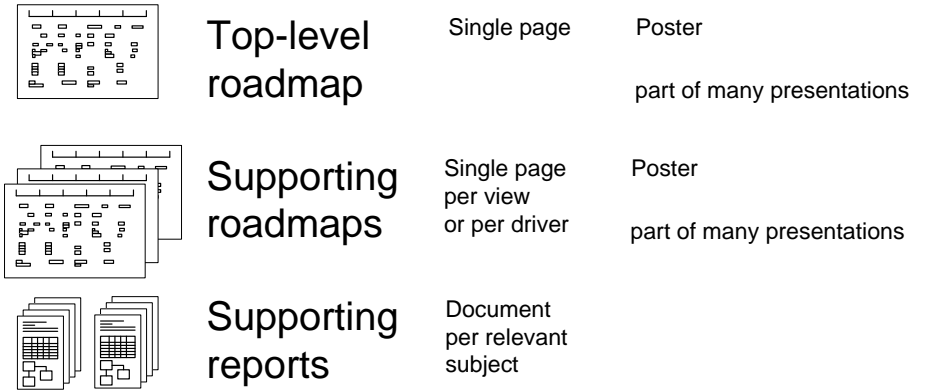 Top-level
roadmap
Single page
Poster
part of many presentations
Supporting
roadmaps
Single page
per view
or per driver
Poster
part of many presentations
Supporting
reports
Document
per relevant
subject